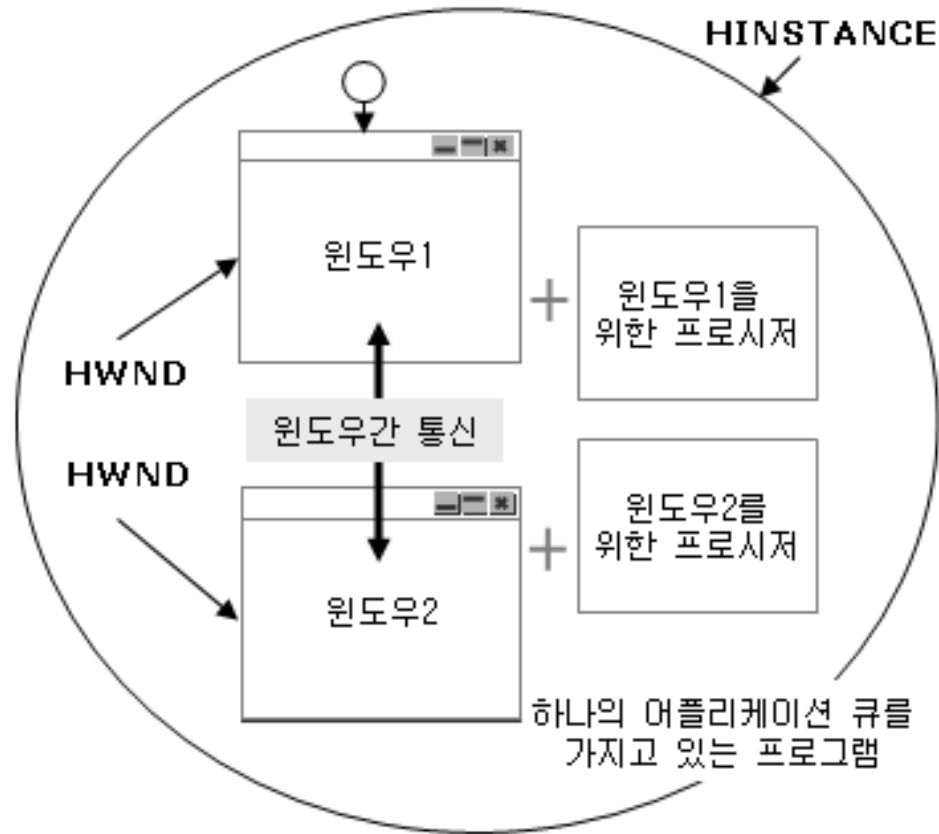 HINSTANCE
윈도우1
윈도우1을
위한 프로시저
HWND
윈도우간 통신
HWND
윈도우2를
위한 프로시저
윈도우2
하나의 어플리케이션 큐를
가지고 있는 프로그램